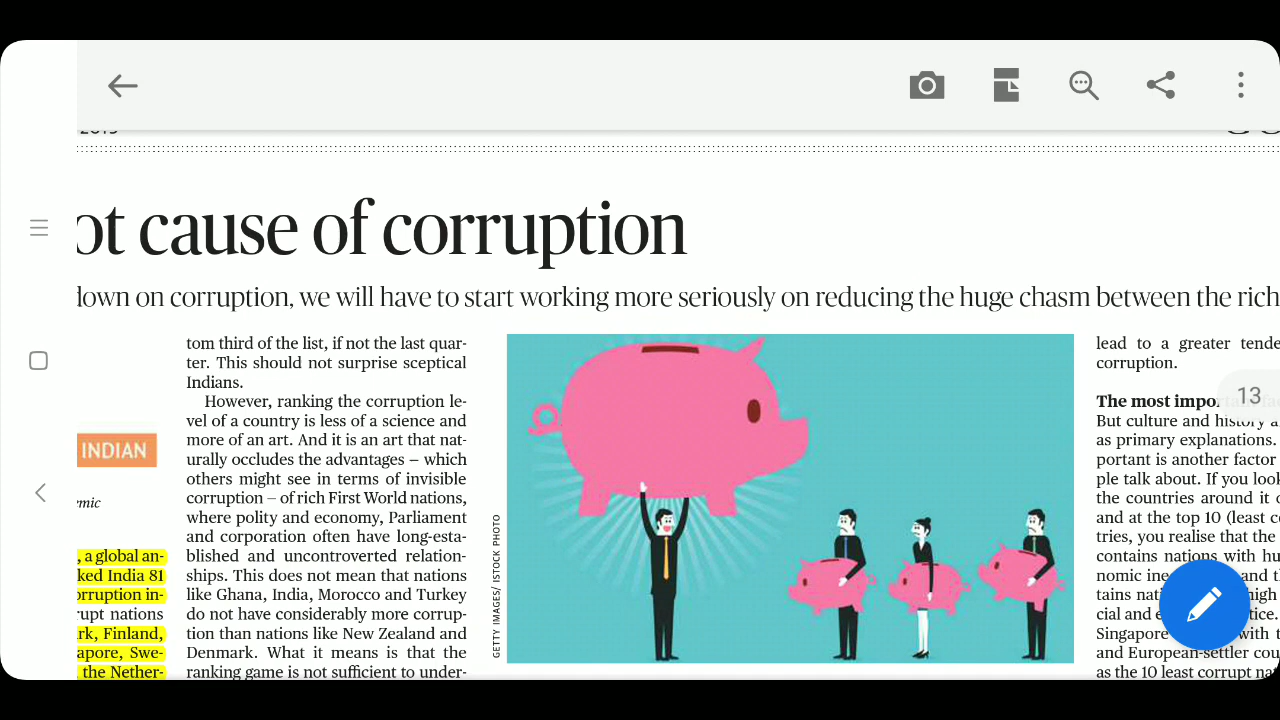 ot cause of corruption
down on corruption, we will have to start working more seriously on reducing the huge chasm between the rich
INDIAN
, a global an-
ked India 81
orruption in-
rupt nations
rk, Finland,
apore, Swe-
the Nether-
tom third of the list, if not the last quar-
ter. This should not surprise sceptical
Indians.
However, ranking the corruption le-
vel of a country is less of a science and
more of an art. And it is an art that nat-
urally occludes the advantages – which
others might see in terms of invisible
corruption – of rich First World nations,
where polity and economy, Parliament
and corporation often have long-esta-
blished and uncontroverted relation-
ships. This does not mean that nations
like Ghana, India, Morocco and Turkey
do not have considerably more corrup-
tion than nations like New Zealand and
Denmark. What it means is that the
ranking game is not sufficient to under-
GETTY IMAGES/ ISTOCK PHOTO
lead to a greater tende
corruption.
13
The most impor
But culture and history a
as primary explanations.
portant is another factor
ple talk about. If you look
the countries around it
and at the top 10 (least c
tries, you realise that the
contains nations with hu
nomic ine and t
tains nati high
cial and e tice.
Singapore with
and European-settler cou
as the 10 least corrupt na